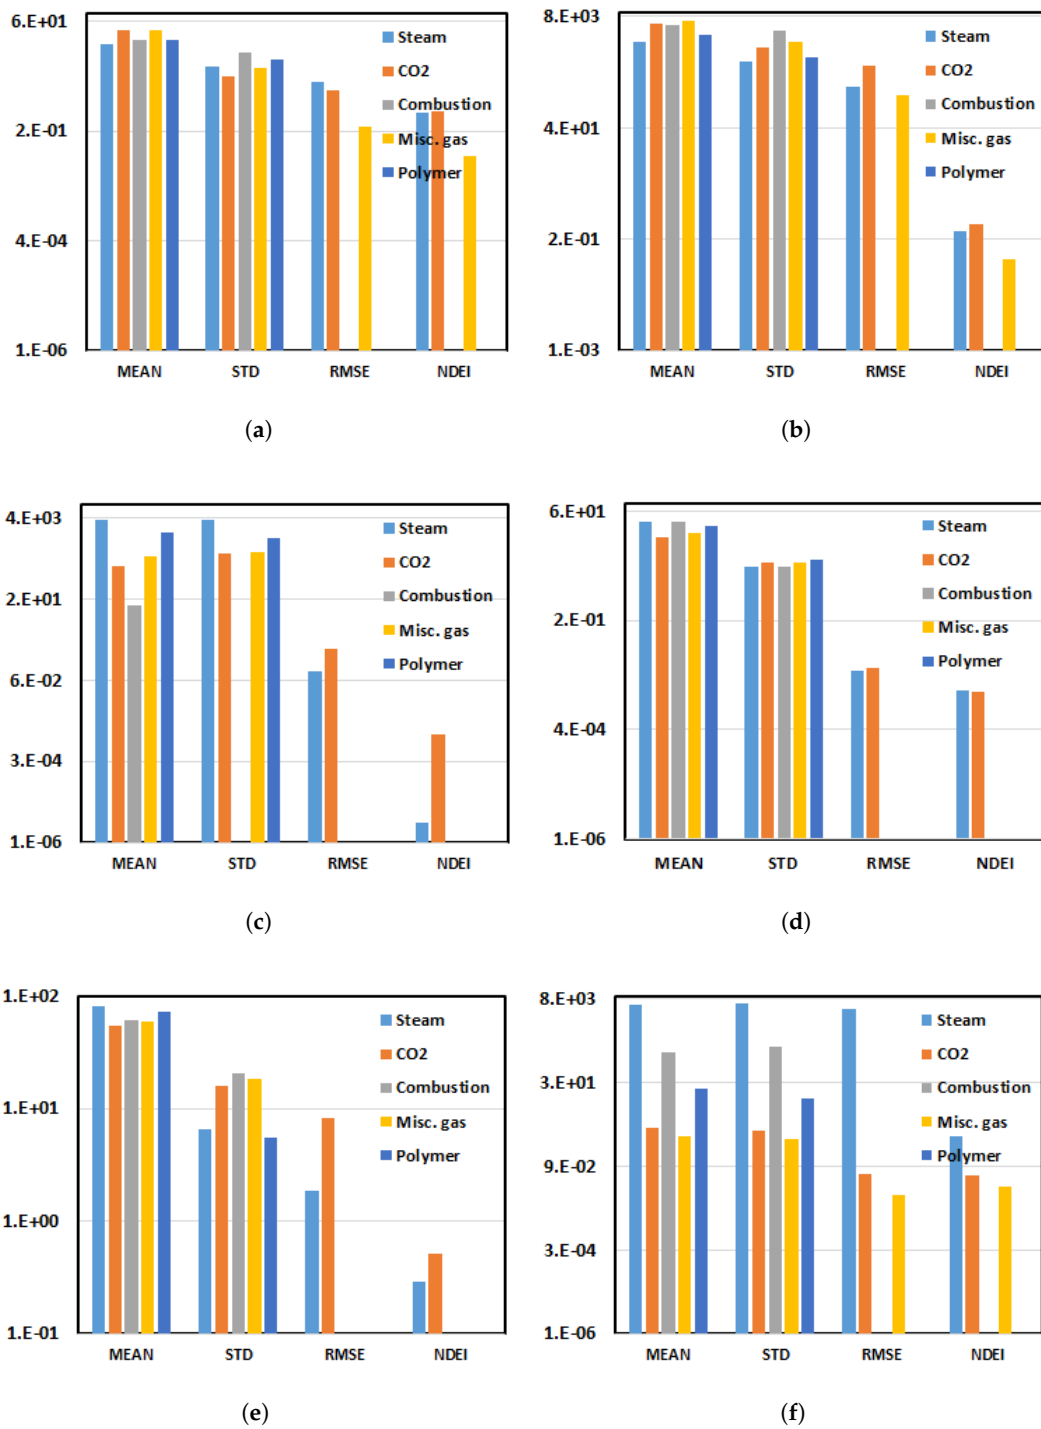 6.E+01
2.E-01
4.E-04
1.E-06
Steam
CO2
Combustion
Misc. gas
Polymer
MEAN STD RMSE NDEI
(a)
8.E+03
4.E+01
2.E-01
1.E-03
Steam
CO2
Combustion
Misc. gas
Polymer
MEAN STD RMSE NDEI
(b)
4.E+03
2.E+01
6.E-02
3.E-04
1.E-06
Steam
CO2
Combustion
Misc. gas
Polymer
MEAN STD RMSE NDEI
(c)
6.E+01
2.E-01
4.E-04
1.E-06
Steam
CO2
Combustion
Misc. gas
Polymer
MEAN STD RMSE NDEI
(d)
1.E+02
1.E+01
1.E+00
1.E-01
Steam
CO2
Combustion
Misc. gas
Polymer
MEAN STD RMSE NDEI
(e)
8.E+03
3.E+01
9.E-02
3.E-04
1.E-06
Steam
CO2
Combustion
Misc. gas
Polymer
MEAN STD RMSE NDEI
(f)